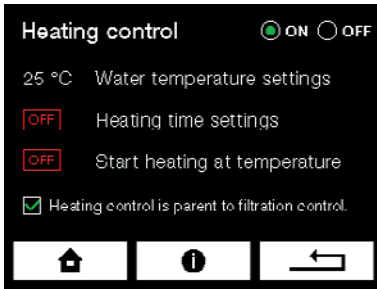 Heating control ON OFF
25 °C Water temperature settings
OFF Heating time settings
OFF Start heating at temperature
Heating control is parent to filtration control.